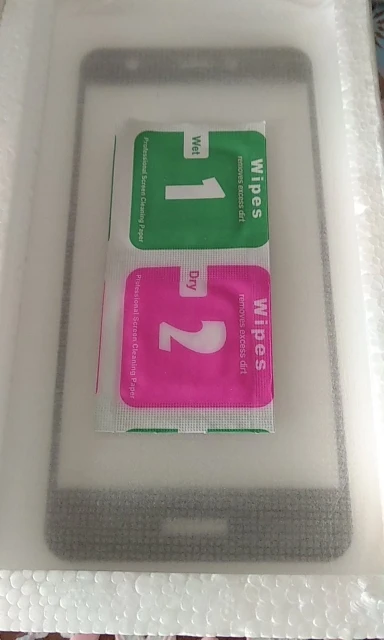 Wipes
removes excess dirt
Wet
1
Professional Screen Cleaning Paper
Wipes
removes excess dirt
Dry
2
Professional Screen Cleaning Paper